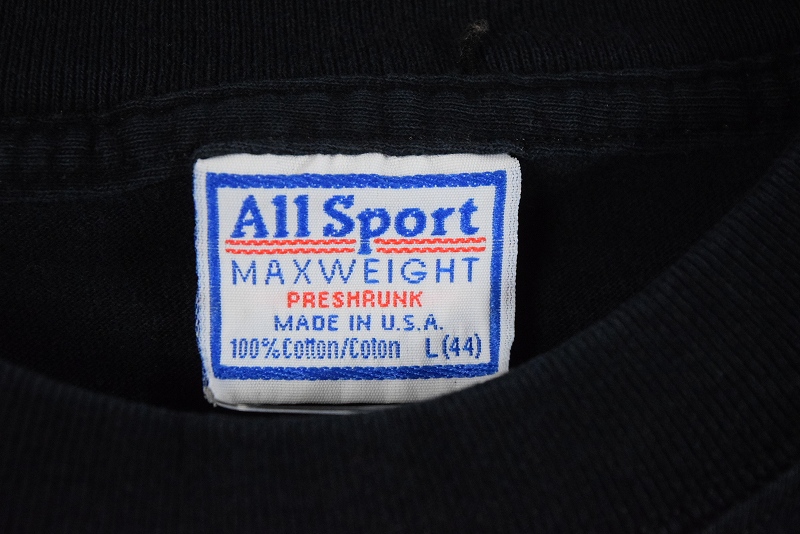 All Sport
MAXWEIGHT
PRESHRUNK
MADE IN U.S.A.
100% Cotton/Coton L(44)